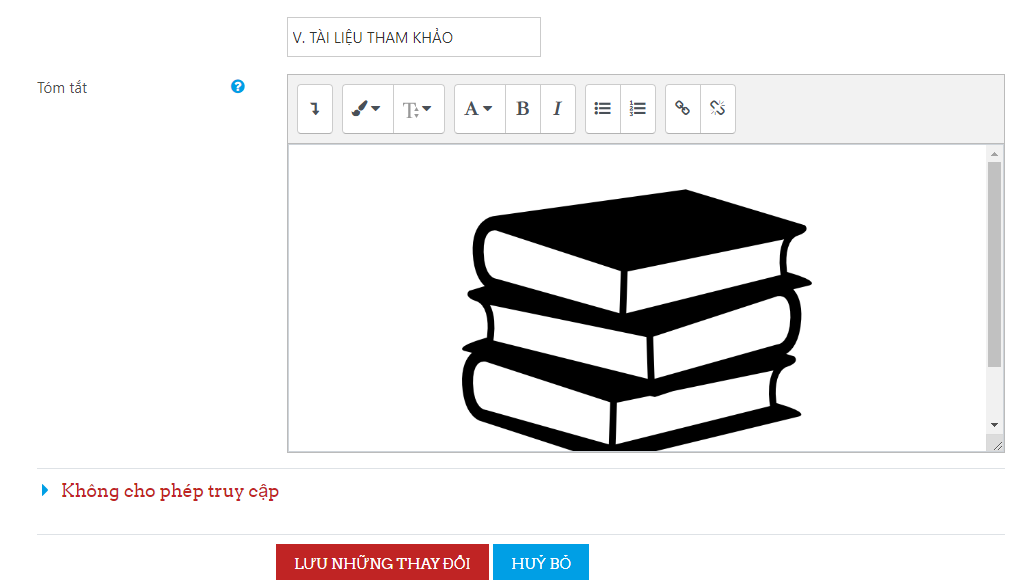 V. TÀI LIỆU THAM KHẢO
Tóm tắt
Không cho phép truy cập
LƯU NHỮNG THAY ĐỔI
HUỶ BỎ